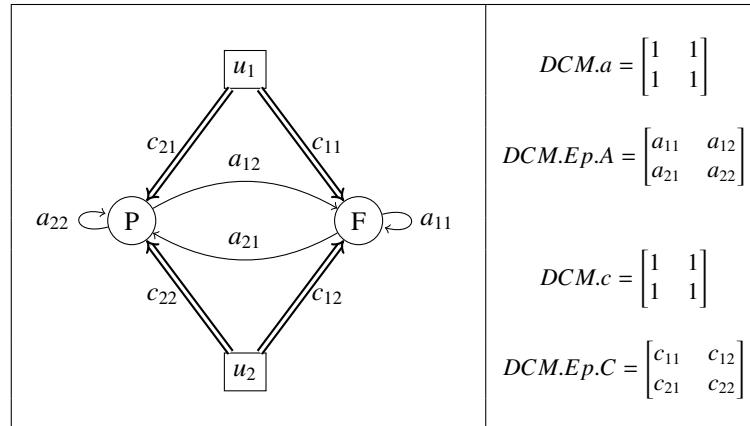 u₁
c₂₁ c₁₁
a₁₂
a₂₂ P F a₁₁
a₂₁
c₂₂ c₁₂
u₂
DCM.a = [1 1
1 1]
DCM.Ep.A = [a₁₁ a₁₂
a₂₁ a₂₂]
DCM.c = [1 1
1 1]
DCM.Ep.C = [c₁₁ c₁₂
c₂₁ c₂₂]